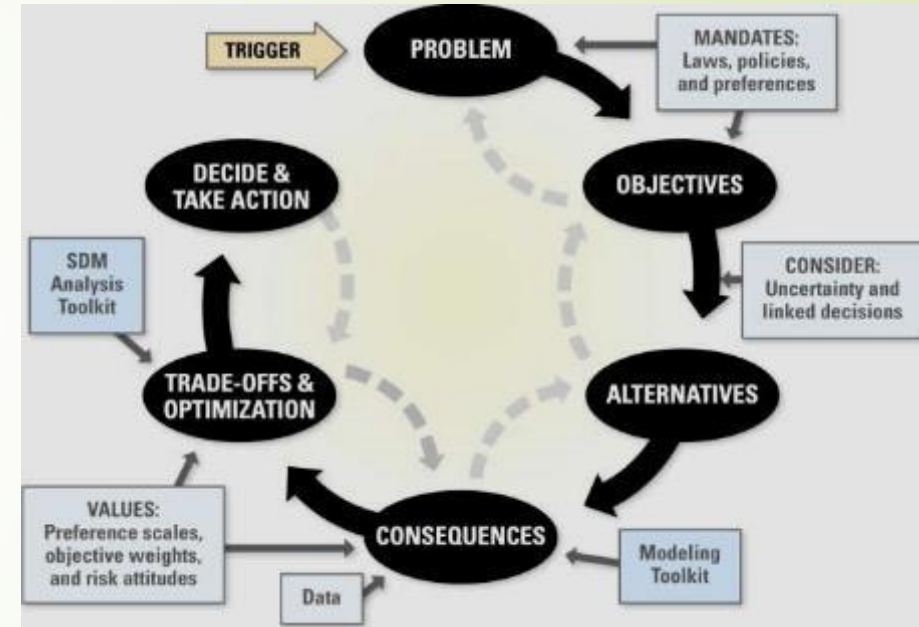 TRIGGER
PROBLEM
MANDATES:
Laws, policies,
and preferences
DECIDE &
TAKE ACTION
OBJECTIVES
SDM
Analysis
Toolkit
CONSIDER:
Uncertainty and
linked decisions
TRADE-OFFS &
OPTIMIZATION
ALTERNATIVES
VALUES:
Preference scales,
objective weights,
and risk attitudes
CONSEQUENCES
Data
Modeling
Toolkit